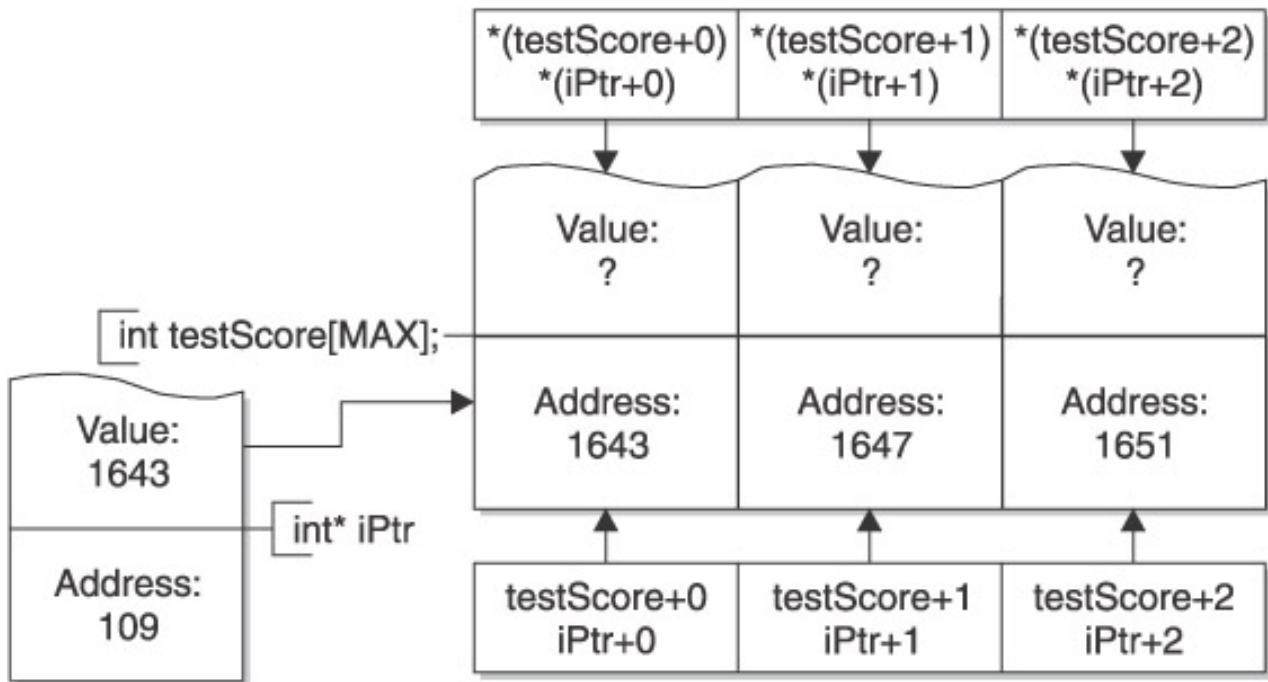 *(testScore+0)
*(iPtr+0)
*(testScore+1)
*(iPtr+1)
*(testScore+2)
*(iPtr+2)
Value:
?
Value:
?
Value:
?
int testScore[MAX];
Address:
1643
Address:
1647
Address:
1651
Value:
1643
int* iPtr
Address:
109
testScore+0
iPtr+0
testScore+1
iPtr+1
testScore+2
iPtr+2